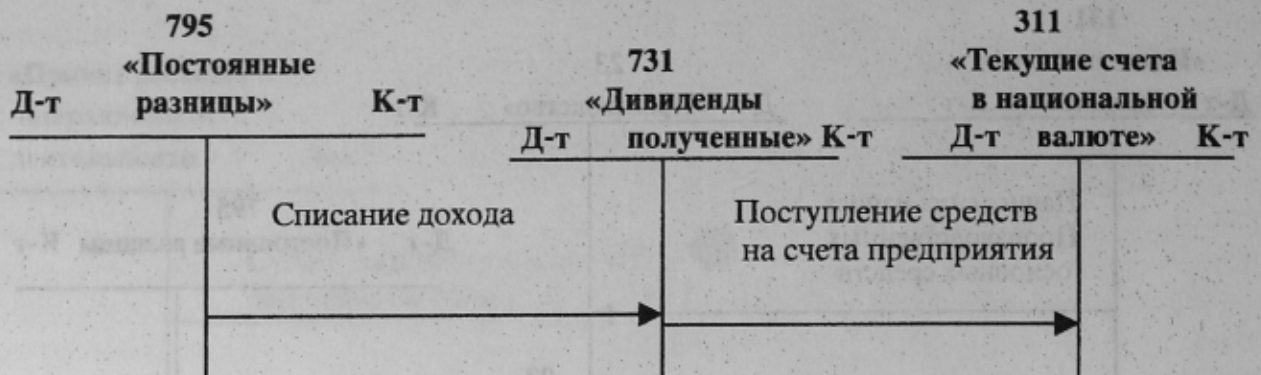 795
«Постоянные
Д-т разницы» К-т
731
«Дивиденды
Д-т полученные» К-т
311
«Текущие счета
в национальной
Д-т валюте» К-т
Списание дохода
Поступление средств
на счета предприятия